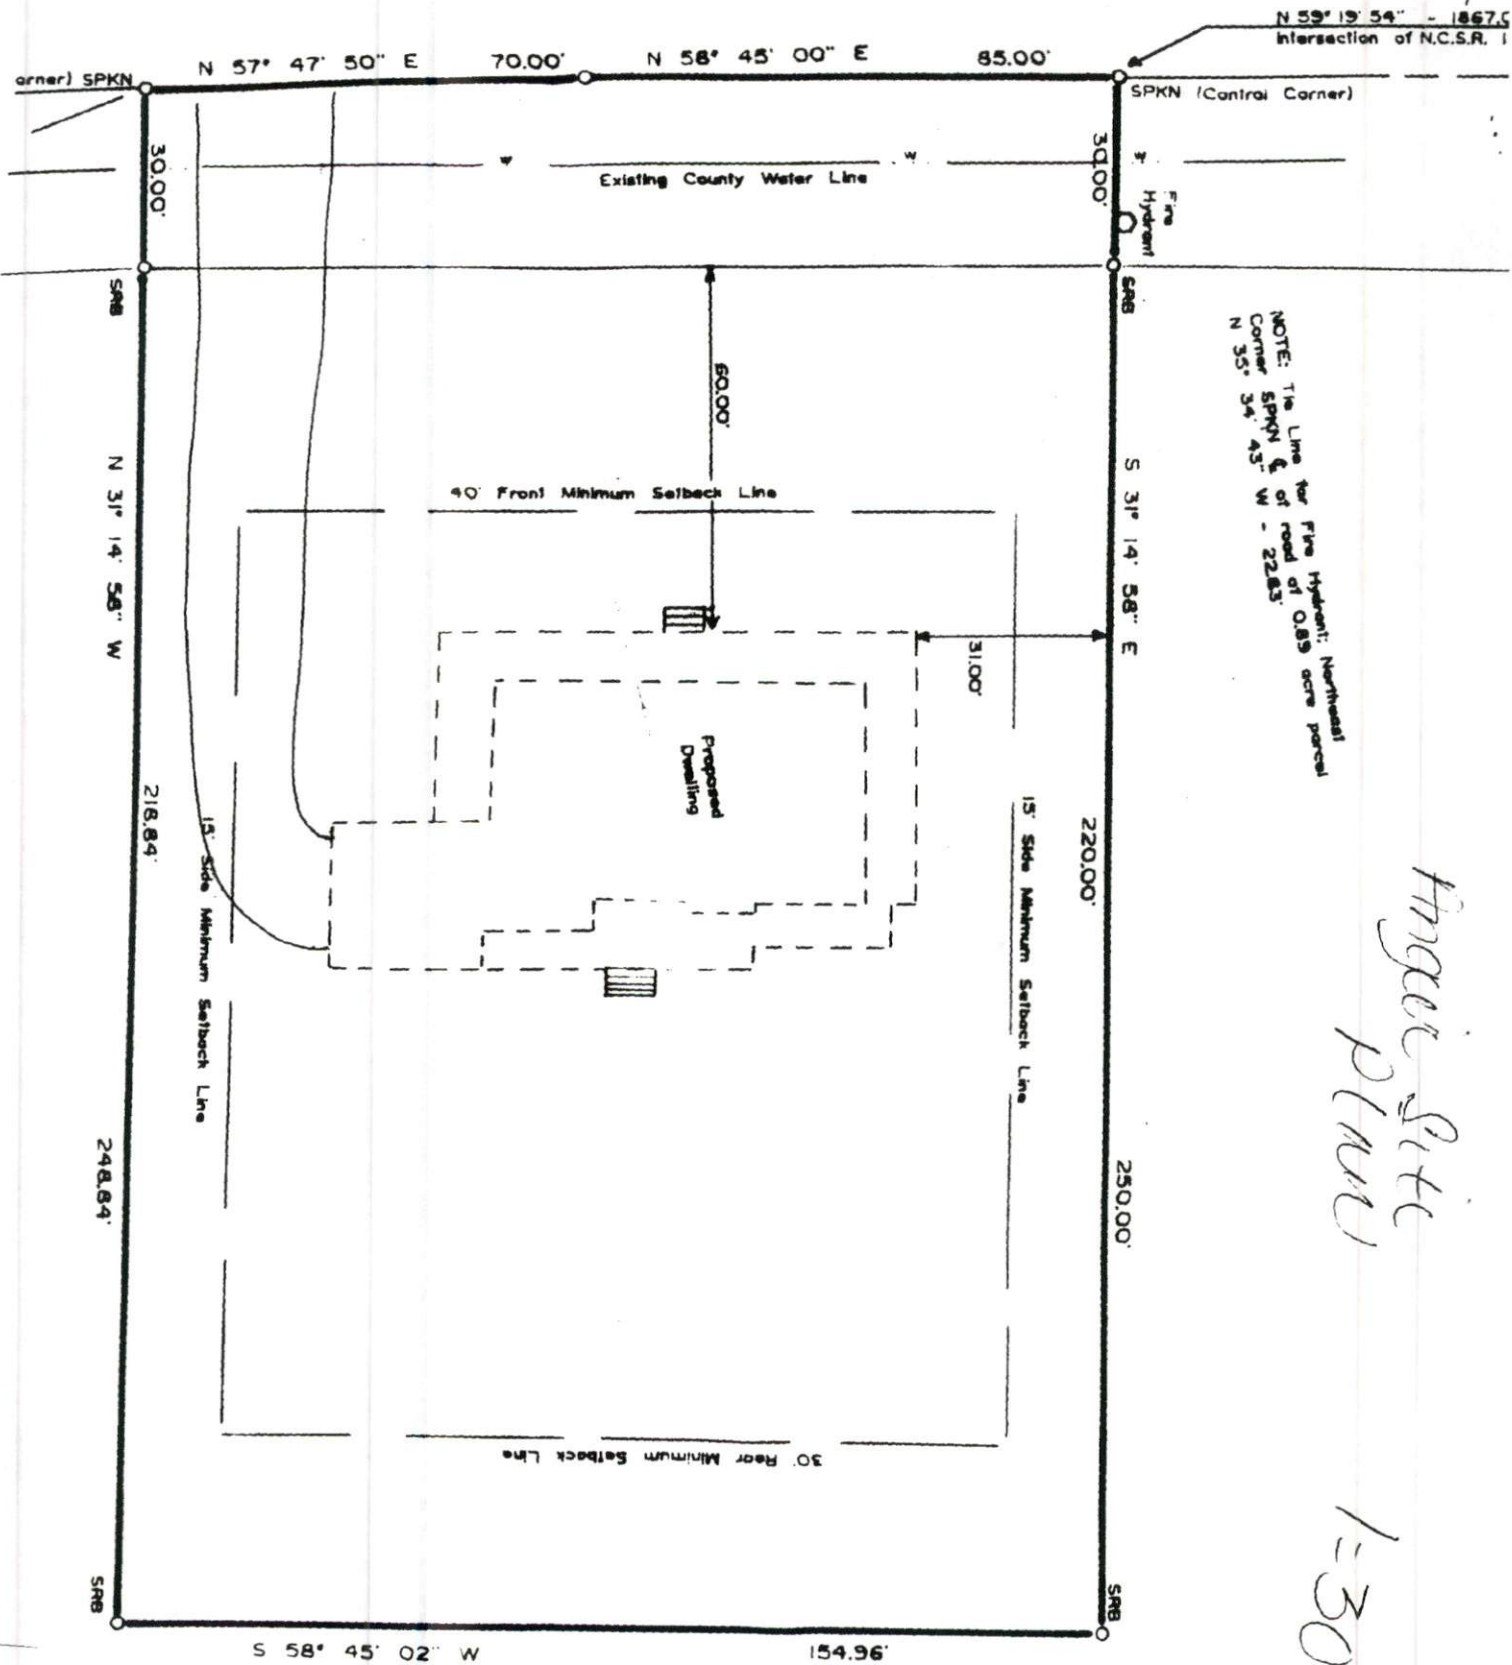 N 59° 19' 54" - 1867.0
Intersection of N.C.S.R. 1
orner) SPKN
N 57° 47' 50" E
70.00'
N 58° 45' 00" E
85.00'
SPKN (Control Corner)
30.00'
30.00'
W
W
W
Existing County Water Line
Fire
Hydrant
SRB
SRB
NOTE: Tie Line for Fire Hydrant: Northeast
Corner SPKN ℄ of road of 0.89 acre parcel
N 35° 34' 43" W - 22.83'
60.00'
N 31° 14' 58" W
S 31° 14' 58" E
40' Front Minimum Setback Line
31.00'
Proposed
Dwelling
218.84'
220.00'
15' Side Minimum Setback Line
15' Side Minimum Setback Line
248.84'
250.00'
30' Rear Minimum Setback Line
SRB
SRB
S 58° 45' 02" W
154.96'
Site
Plan
1=30